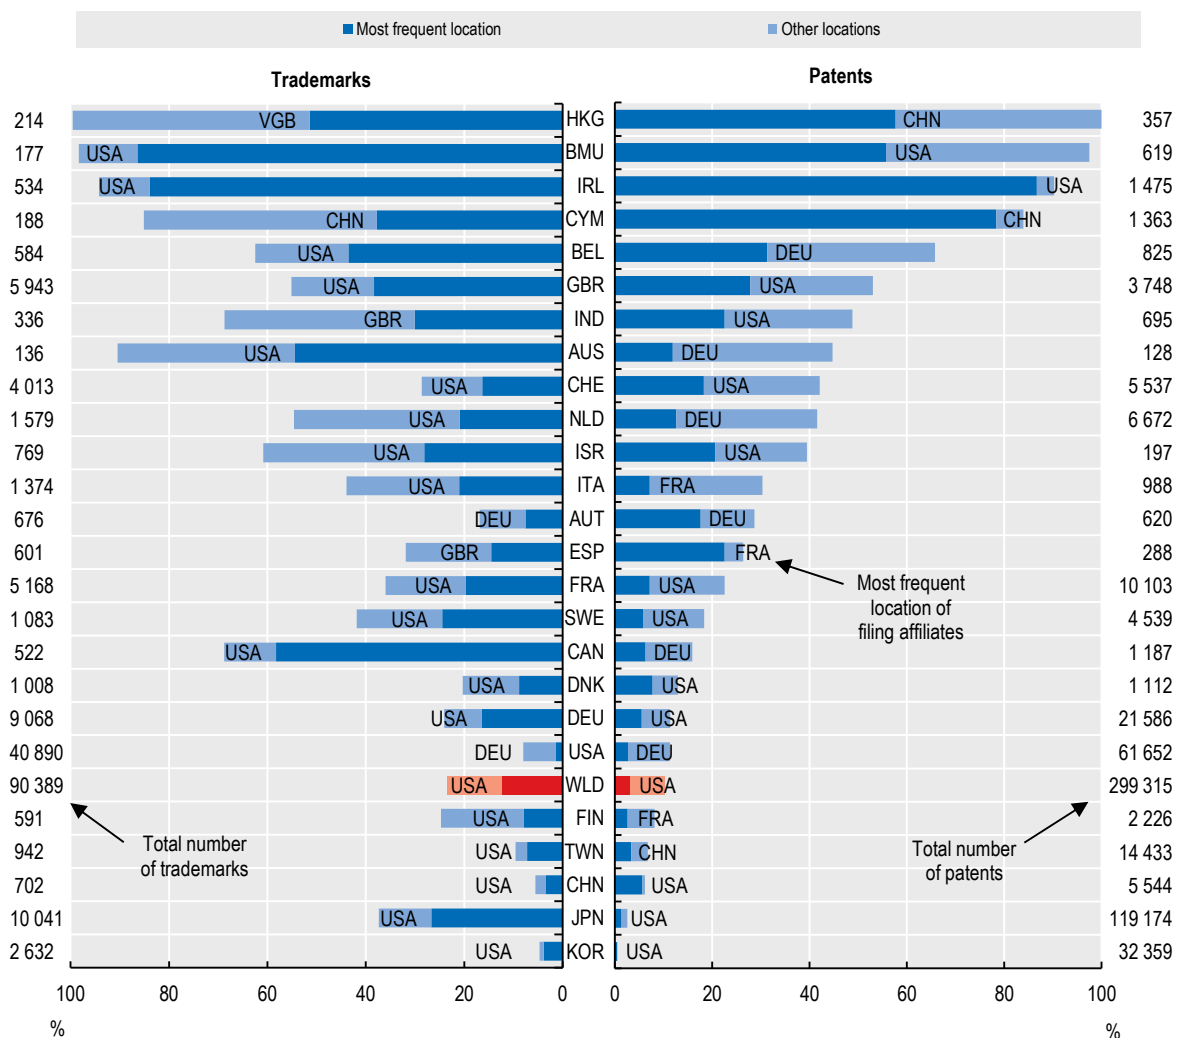 Most frequent location Other locations
Trademarks Patents
214 VGB HKG CHN 357
177 USA BMU USA 619
534 USA IRL USA 1 475
188 CHN CYM CHN 1 363
584 USA BEL DEU 825
5 943 USA GBR USA 3 748
336 GBR IND USA 695
136 USA AUS DEU 128
4 013 USA CHE USA 5 537
1 579 USA NLD DEU 6 672
769 USA ISR USA 197
1 374 USA ITA FRA 988
676 DEU AUT DEU 620
601 GBR ESP FRA 288
5 168 USA FRA USA 10 103
Most frequent
location of
filing affiliates
1 083 USA SWE USA 4 539
522 USA CAN DEU 1 187
1 008 USA DNK USA 1 112
9 068 USA DEU USA 21 586
40 890 DEU USA DEU 61 652
90 389 USA WLD USA 299 315
591 USA FIN FRA 2 226
Total number
of trademarks
Total number
of patents
942 USA TWN CHN 14 433
702 USA CHN USA 5 544
10 041 USA JPN USA 119 174
2 632 USA KOR USA 32 359
100 80 60 40 20 0 0 20 40 60 80 100
% %